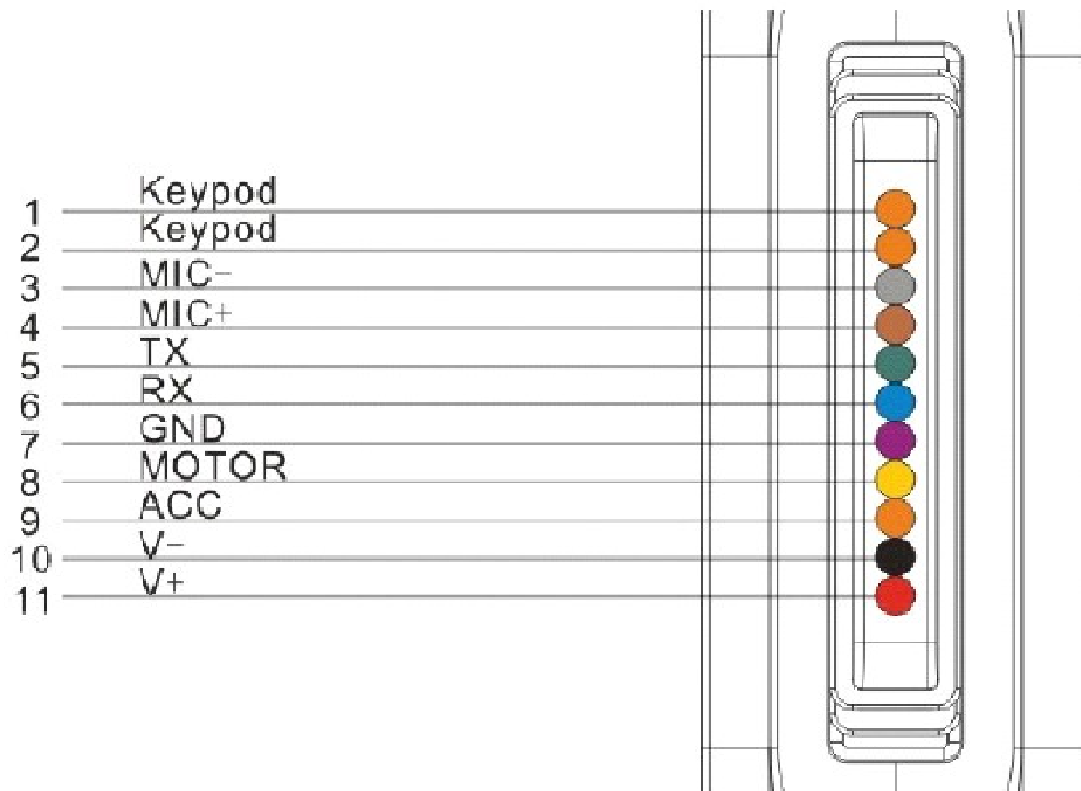 1 Keypod
2 Keypod
3 MIC-
4 MIC+
5 TX
6 RX
7 GND
8 MOTOR
9 ACC
10 V-
11 V+